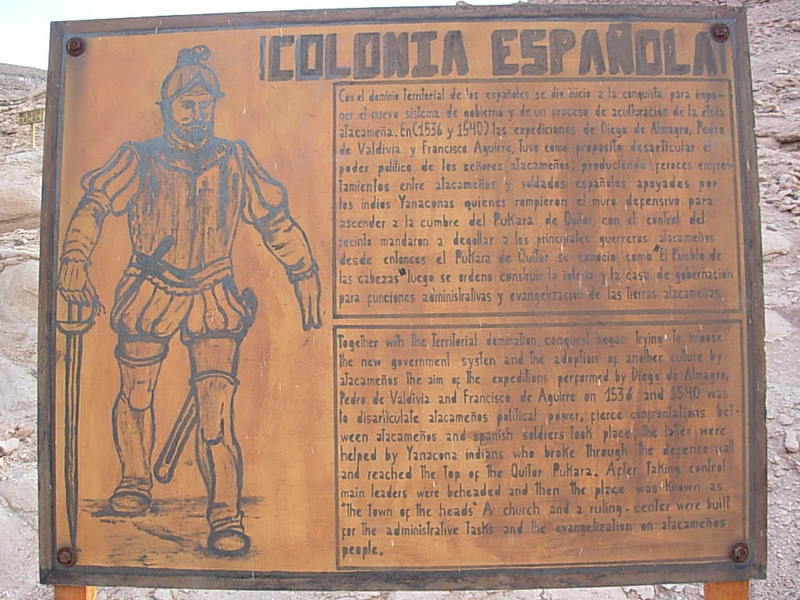 COLONIA ESPAÑOLA
Con el dominio territorial de los españoles se dio inicio a la conquista para impo-
ner el nuevo sistema de gobierno y de un proceso de aculturación de la etnia
atacameña. En (1536 y 1540) las expediciones de Diego de Almagro, Pedro
de Valdivia y Francisco Aguirre, Tuvo como proposito desarticular el
poder político de los señores atacameños, produciendo feroces enfren-
tamientos entre atacameños y soldados españoles apoyados por
los indios Yanaconas quienes rompieron el muro defensivo para
ascender a la cumbre del Pukara de Quitor, con el control del
recinto mandaron a degollar a los principales guerreros atacameños
desde entonces el Pukara de Quitor se conocio como "El Pueblo de
las cabezas" luego se ordeno construir la iglesia y la casa de gobernación
para funciones administrativas y evangelización de las tierras atacameñas.
Together with the territorial domination, conquest began trying to impose
the new government systen and the adoption of another culture by
atacameños the aim of the expeditions performed by Diego de Almagro,
Pedro de Valdivia and Francisco de Aguirre on 1536 and 1540 was
to disarticulate atacameños political power, fierce confrontations bet-
ween atacameños and spanish soldiers took place, the latter were
helped by Yanacona indians who broke through the defense wall
and reached the top of the Quitor Pukara. After taking control
main leaders were beheaded and then the place was known as
"The town of the heads" A church and a ruling-center were built
for the administrative tasks and the evangelization on atacameños
people.